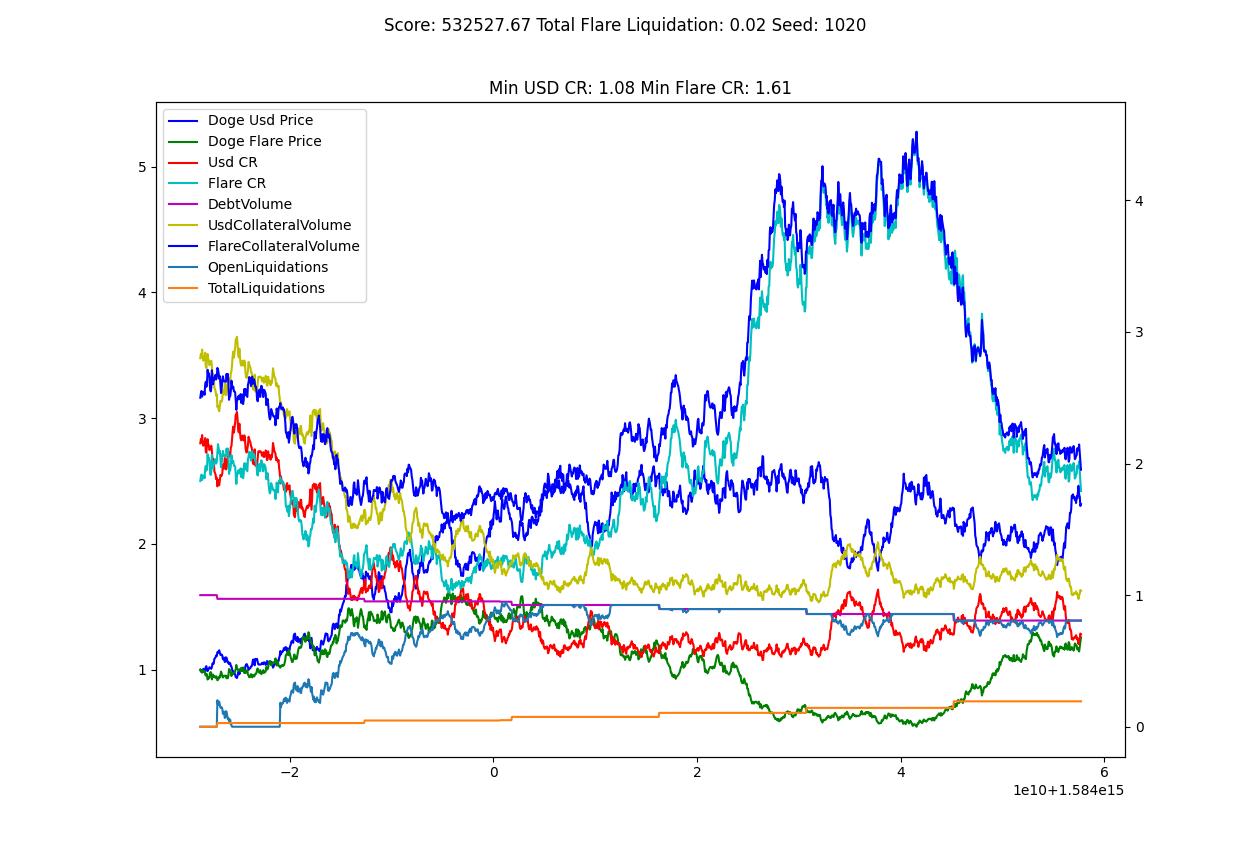 Score: 532527.67 Total Flare Liquidation: 0.02 Seed: 1020
Min USD CR: 1.08 Min Flare CR: 1.61
Doge Usd Price
Doge Flare Price
Usd CR
Flare CR
DebtVolume
UsdCollateralVolume
FlareCollateralVolume
OpenLiquidations
TotalLiquidations
5
4
3
2
1
4
3
2
1
0
−2
0
2
4
6
1e10+1.584e15